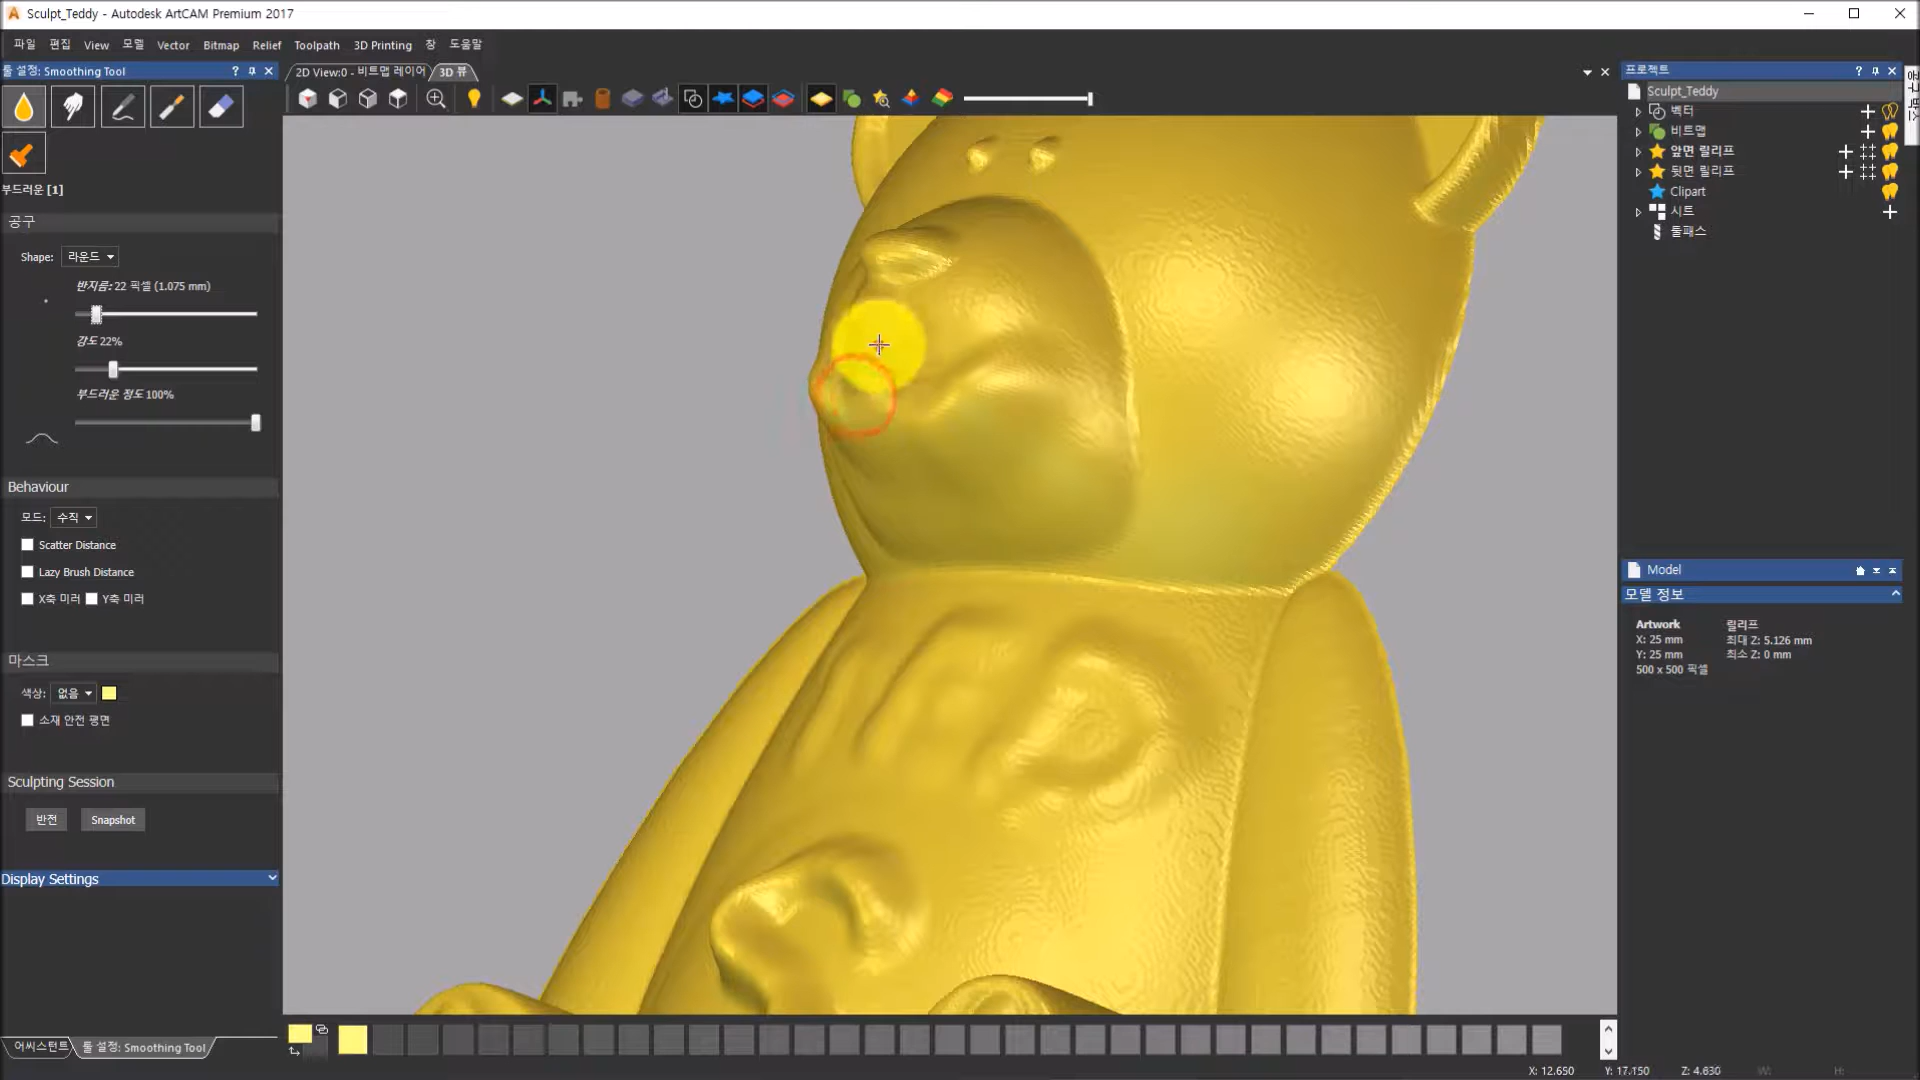 Sculpt_Teddy - Autodesk ArtCAM Premium 2017
파일 편집 View 모델 Vector Bitmap Relief Toolpath 3D Printing 창 도움말
툴 설정: Smoothing Tool
2D View:0 - 비트맵 레이어 3D 뷰
프로젝트
부드러운 [1]
공구
Shape: 라운드
반지름: 22 픽셀 (1.075 mm)
강도 22%
부드러운 정도 100%
Behaviour
모드: 수직
Scatter Distance
Lazy Brush Distance
X축 미러 Y축 미러
마스크
색상: 없음
소재 안전 평면
Sculpting Session
반전 Snapshot
Display Settings
어씨스턴트 툴 설정: Smoothing Tool
Sculpt_Teddy
벡터
비트맵
앞면 릴리프
뒷면 릴리프
Clipart
시트
툴패스
Model
모델 정보
Artwork 릴리프
X: 25 mm 최대 Z: 5.126 mm
Y: 25 mm 최소 Z: 0 mm
500 x 500 픽셀
X: 12.650 Y: 17.150 Z: 4.630 W: H: